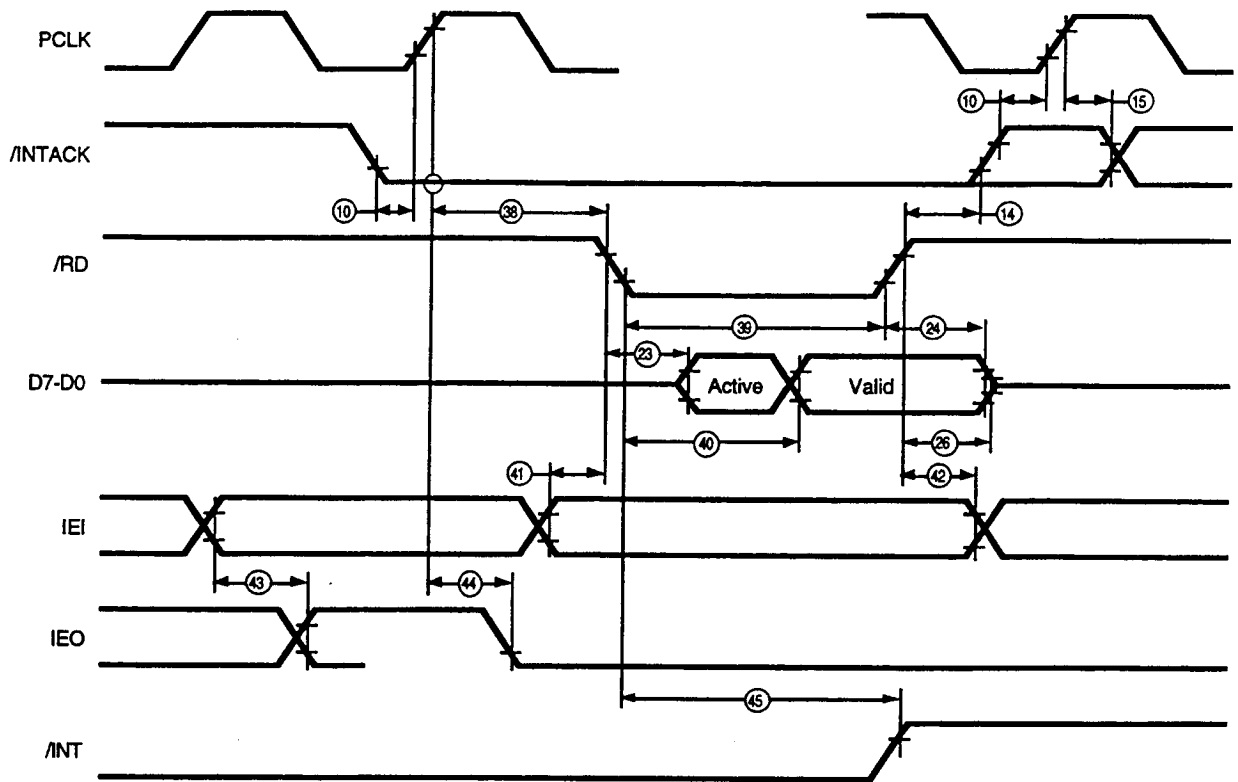 PCLK
10
15
/INTACK
10
38
14
/RD
39
24
23
D7-D0
Active
Valid
40
26
41
42
IEI
43
44
IEO
45
/INT